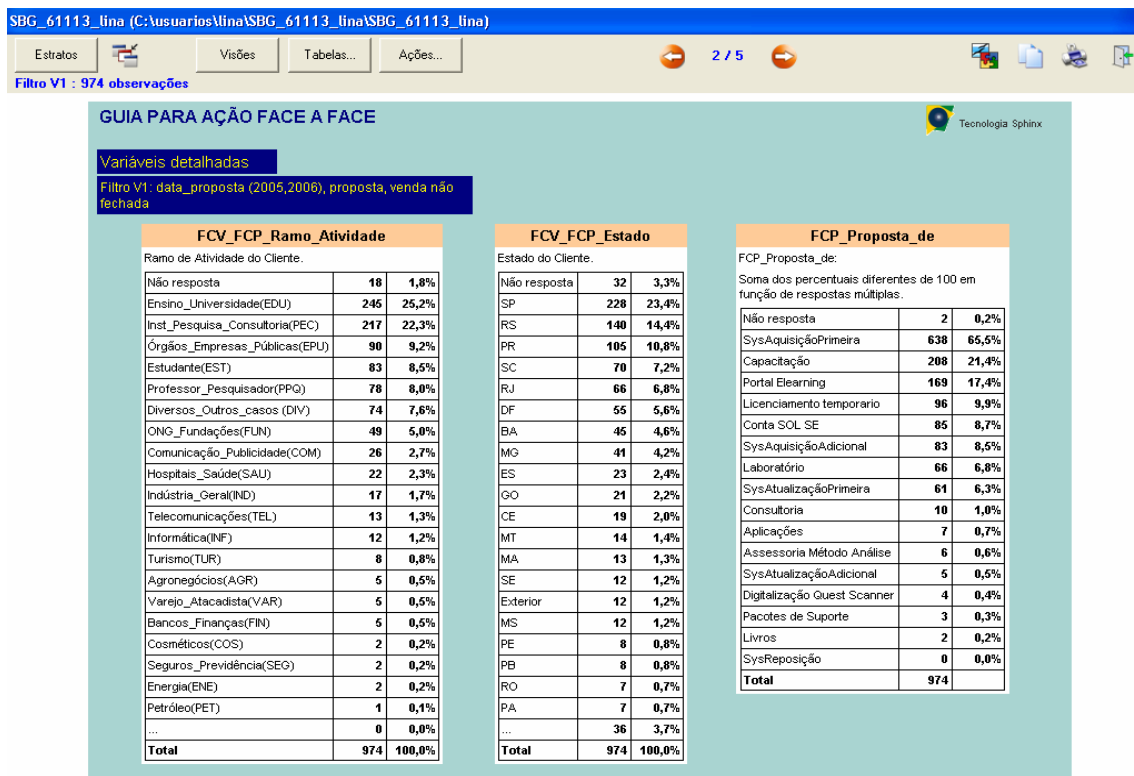 SBG_61113_lina (C:\usuarios\lina\SBG_61113_lina\SBG_61113_lina)
Estratos Visões Tabelas... Ações... 2 / 5
Filtro V1 : 974 observações
GUIA PARA AÇÃO FACE A FACE
Tecnologia Sphinx
Variáveis detalhadas
Filtro V1: data_proposta (2005,2006), proposta, venda não
fechada
FCV_FCP_Ramo_Atividade
Ramo de Atividade do Cliente.
Não resposta 18 1,8%
Ensino_Universidade(EDU) 245 25,2%
Inst_Pesquisa_Consultoria(PEC) 217 22,3%
Órgãos_Empresas_Públicas(EPU) 90 9,2%
Estudante(EST) 83 8,5%
Professor_Pesquisador(PPQ) 78 8,0%
Diversos_Outros_casos (DIV) 74 7,6%
ONG_Fundações(FUN) 49 5,0%
Comunicação_Publicidade(COM) 26 2,7%
Hospitais_Saúde(SAU) 22 2,3%
Indústria_Geral(IND) 17 1,7%
Telecomunicações(TEL) 13 1,3%
Informática(INF) 12 1,2%
Turismo(TUR) 8 0,8%
Agronegócios(AGR) 5 0,5%
Varejo_Atacadista(VAR) 5 0,5%
Bancos_Finanças(FIN) 5 0,5%
Cosméticos(COS) 2 0,2%
Seguros_Previdência(SEG) 2 0,2%
Energia(ENE) 2 0,2%
Petróleo(PET) 1 0,1%
... 0 0,0%
Total 974 100,0%
FCV_FCP_Estado
Estado do Cliente.
Não resposta 32 3,3%
SP 228 23,4%
RS 140 14,4%
PR 105 10,8%
SC 70 7,2%
RJ 66 6,8%
DF 55 5,6%
BA 45 4,6%
MG 41 4,2%
ES 23 2,4%
GO 21 2,2%
CE 19 2,0%
MT 14 1,4%
MA 13 1,3%
SE 12 1,2%
Exterior 12 1,2%
MS 12 1,2%
PE 8 0,8%
PB 8 0,8%
RO 7 0,7%
PA 7 0,7%
... 36 3,7%
Total 974 100,0%
FCP_Proposta_de
FCP_Proposta_de:
Soma dos percentuais diferentes de 100 em
função de respostas múltiplas.
Não resposta 2 0,2%
SysAquisiçãoPrimeira 638 65,5%
Capacitação 208 21,4%
Portal Elearning 169 17,4%
Licenciamento temporario 96 9,9%
Conta SOL SE 85 8,7%
SysAquisiçãoAdicional 83 8,5%
Laboratório 66 6,8%
SysAtualizaçãoPrimeira 61 6,3%
Consultoria 10 1,0%
Aplicações 7 0,7%
Assessoria Método Análise 6 0,6%
SysAtualizaçãoAdicional 5 0,5%
Digitalização Quest Scanner 4 0,4%
Pacotes de Suporte 3 0,3%
Livros 2 0,2%
SysReposição 0 0,0%
Total 974